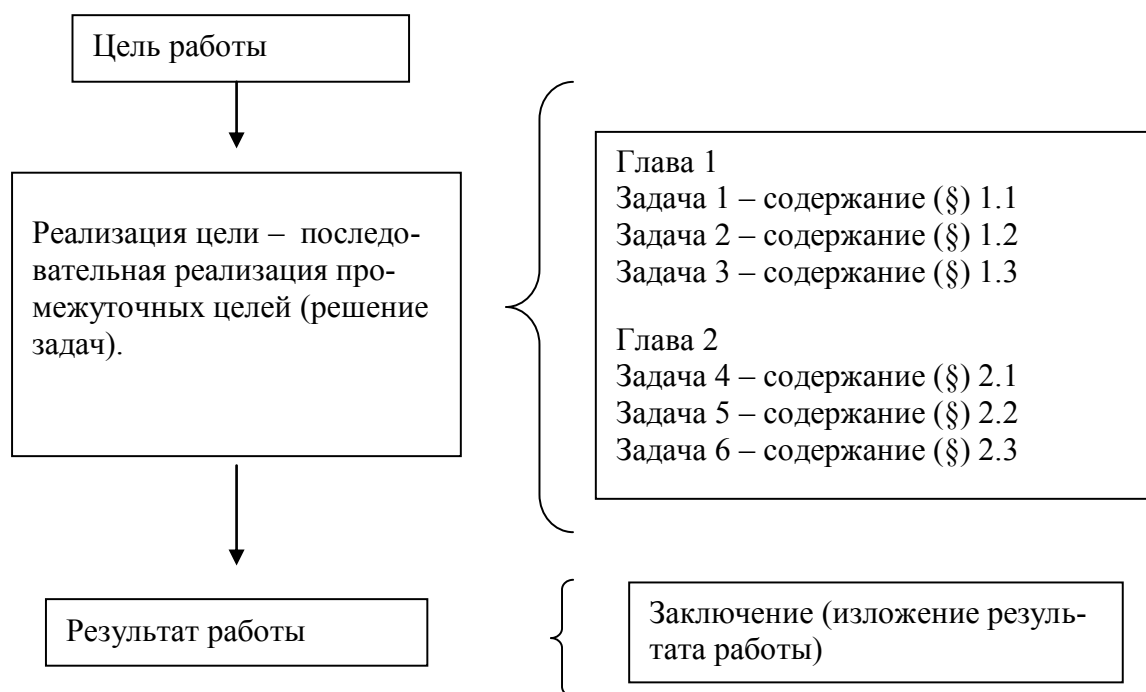 Цель работы
Реализация цели – последо-
вательная реализация про-
межуточных целей (решение
задач).
Глава 1
Задача 1 – содержание (§) 1.1
Задача 2 – содержание (§) 1.2
Задача 3 – содержание (§) 1.3
Глава 2
Задача 4 – содержание (§) 2.1
Задача 5 – содержание (§) 2.2
Задача 6 – содержание (§) 2.3
Результат работы
Заключение (изложение резуль-
тата работы)